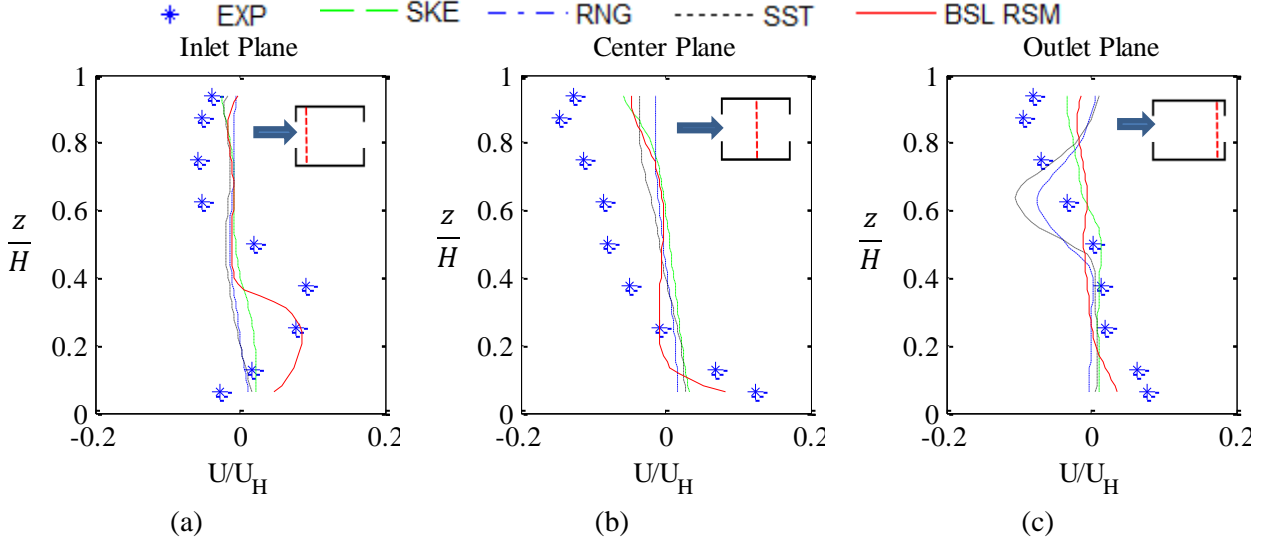 EXP SKE RNG SST BSL RSM
Inlet Plane
Center Plane
Outlet Plane
1
0.8
0.6
0.4
0.2
0
z/H
-0.2 0 0.2
U/U_H
(a)
1
0.8
0.6
0.4
0.2
0
z/H
-0.2 0 0.2
U/U_H
(b)
1
0.8
0.6
0.4
0.2
0
z/H
-0.2 0 0.2
U/U_H
(c)